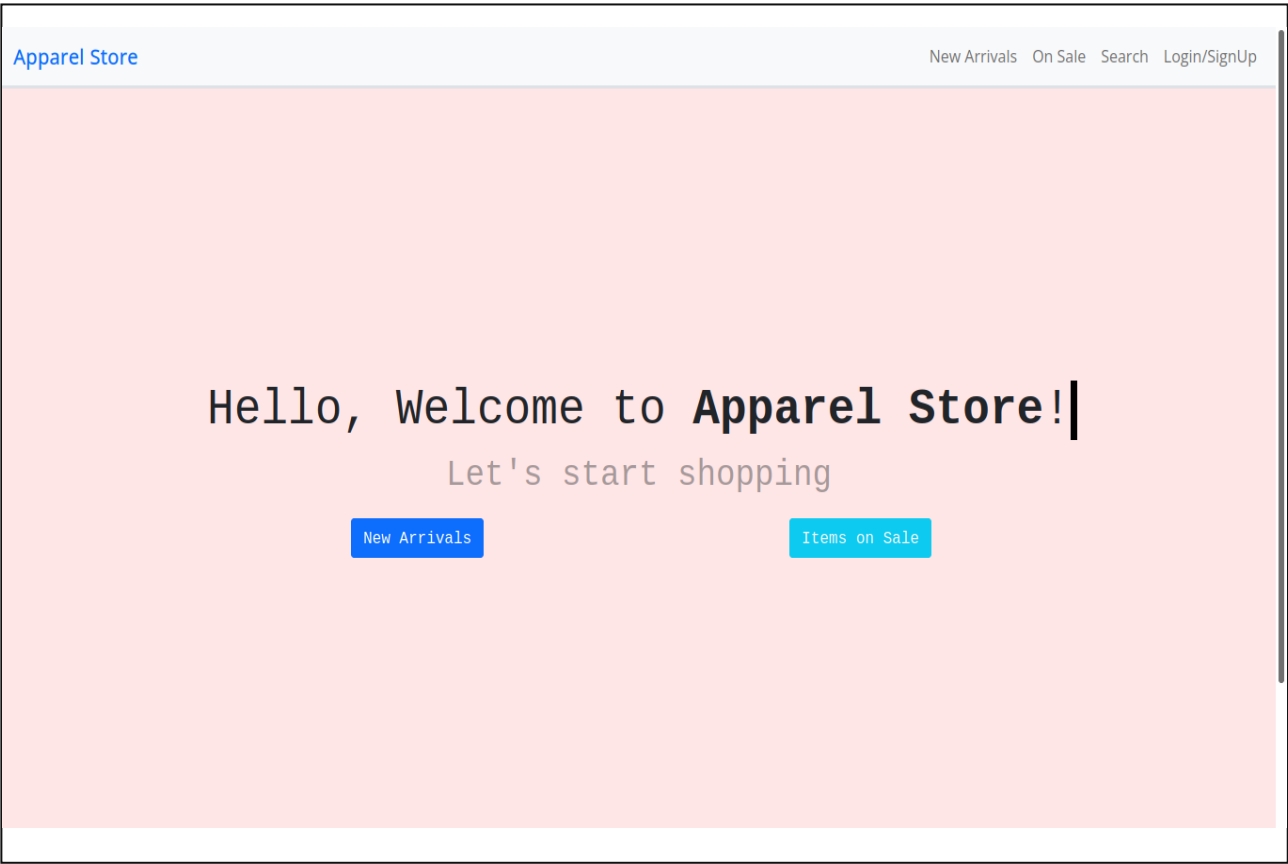 Apparel Store New Arrivals On Sale Search Login/SignUp
Hello, Welcome to Apparel Store!
Let's start shopping
New Arrivals Items on Sale